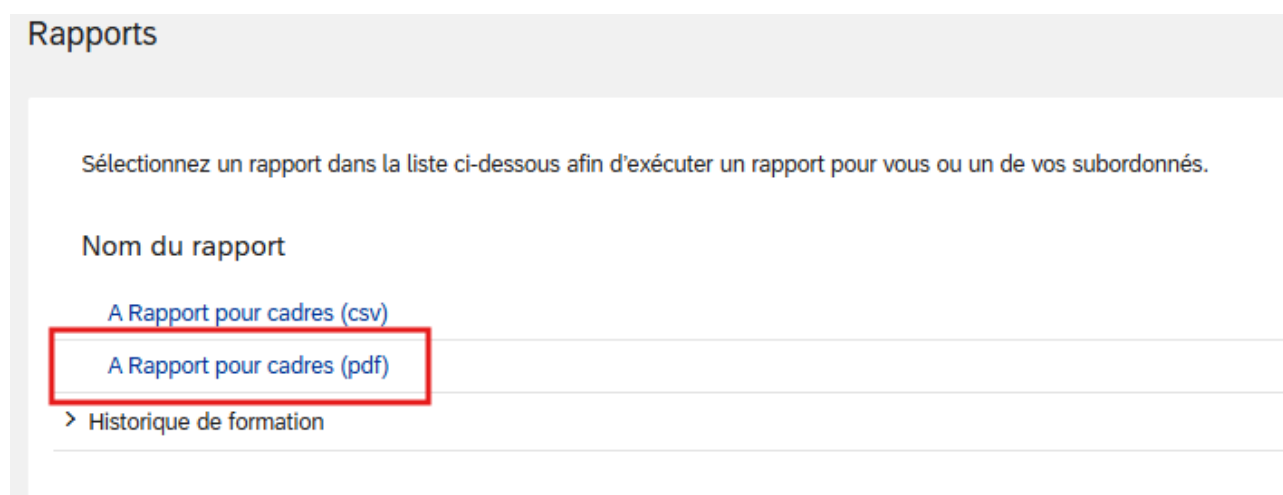 Rapports
Sélectionnez un rapport dans la liste ci-dessous afin d'exécuter un rapport pour vous ou un de vos subordonnés.
Nom du rapport
A Rapport pour cadres (csv)
A Rapport pour cadres (pdf)
> Historique de formation